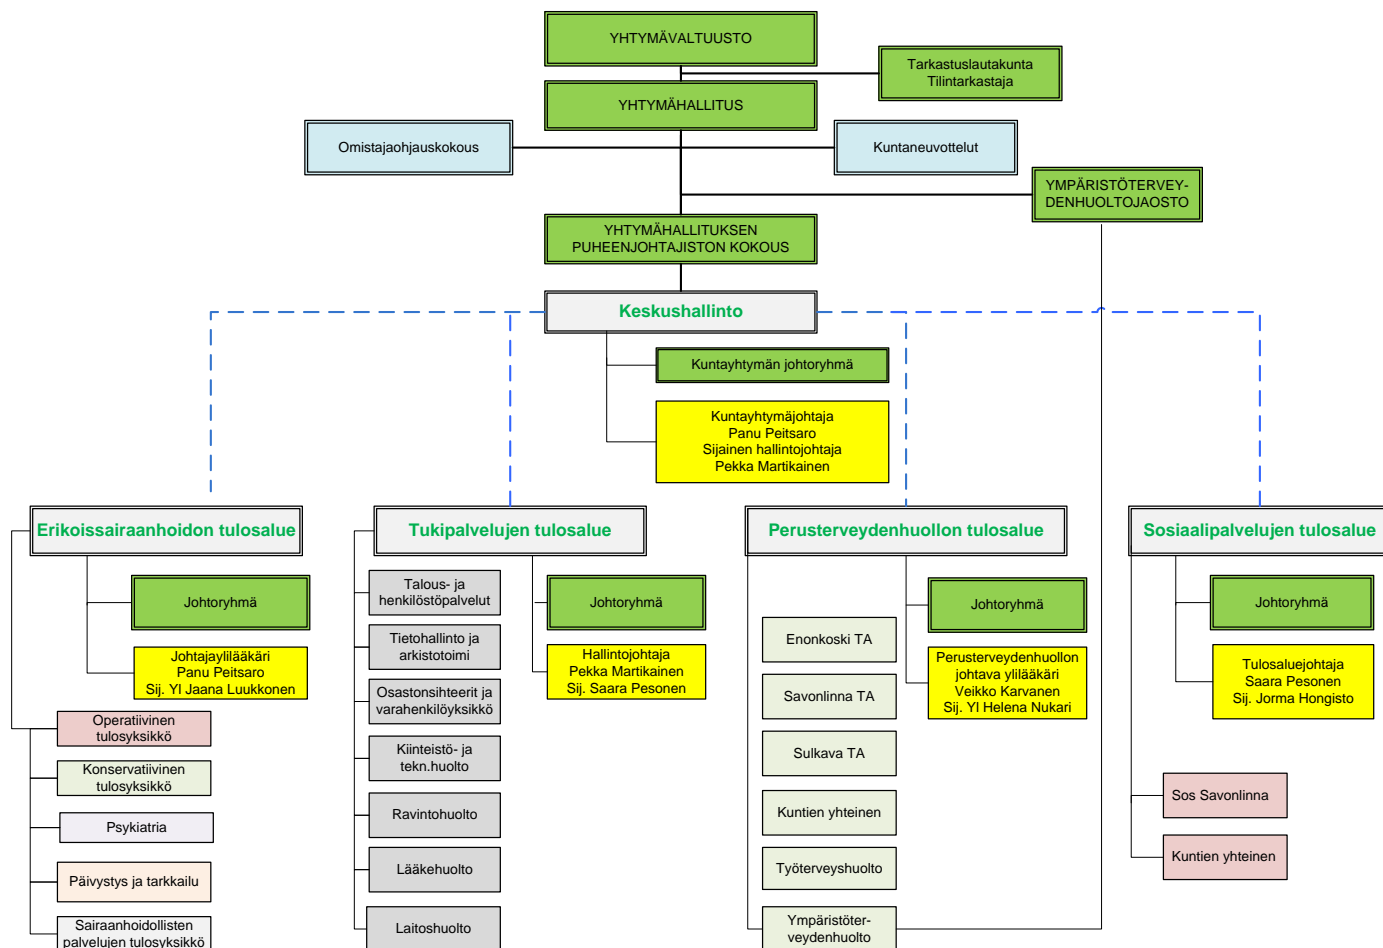 YHTYMÄVALTUUSTO
Tarkastuslautakunta
Tilintarkastaja
YHTYMÄHALLITUS
Omistajaohjauskokous
Kuntaneuvottelut
YMPÄRISTÖTERVEY-
DENHUOLTOJAOSTO
YHTYMÄHALLITUKSEN
PUHEENJOHTAJISTON KOKOUS
Keskushallinto
Kuntayhtymän johtoryhmä
Kuntayhtymäjohtaja
Panu Peitsaro
Sijainen hallintojohtaja
Pekka Martikainen
Erikoissairaanhoidon tulosalue
Johtoryhmä
Johtajaylilääkäri
Panu Peitsaro
Sij. Yl Jaana Luukkonen
Operatiivinen
tulosyksikkö
Konservatiivinen
tulosyksikkö
Psykiatria
Päivystys ja tarkkailu
Sairaanhoidollisten
palvelujen tulosyksikkö
Tukipalvelujen tulosalue
Talous- ja
henkilöstöpalvelut
Tietohallinto ja
arkistotoimi
Osastonsihteerit ja
varahenkilöyksikkö
Kiinteistö- ja
tekn.huolto
Ravintohuolto
Lääkehuolto
Laitoshuolto
Johtoryhmä
Hallintojohtaja
Pekka Martikainen
Sij. Saara Pesonen
Perusterveydenhuollon tulosalue
Enonkoski TA
Savonlinna TA
Sulkava TA
Kuntien yhteinen
Työterveyshuolto
Ympäristöter-
veydenhuolto
Johtoryhmä
Perusterveydenhuollon
johtava ylilääkäri
Veikko Karvanen
Sij. Yl Helena Nukari
Sosiaalipalvelujen tulosalue
Johtoryhmä
Tulosaluejohtaja
Saara Pesonen
Sij. Jorma Hongisto
Sos Savonlinna
Kuntien yhteinen